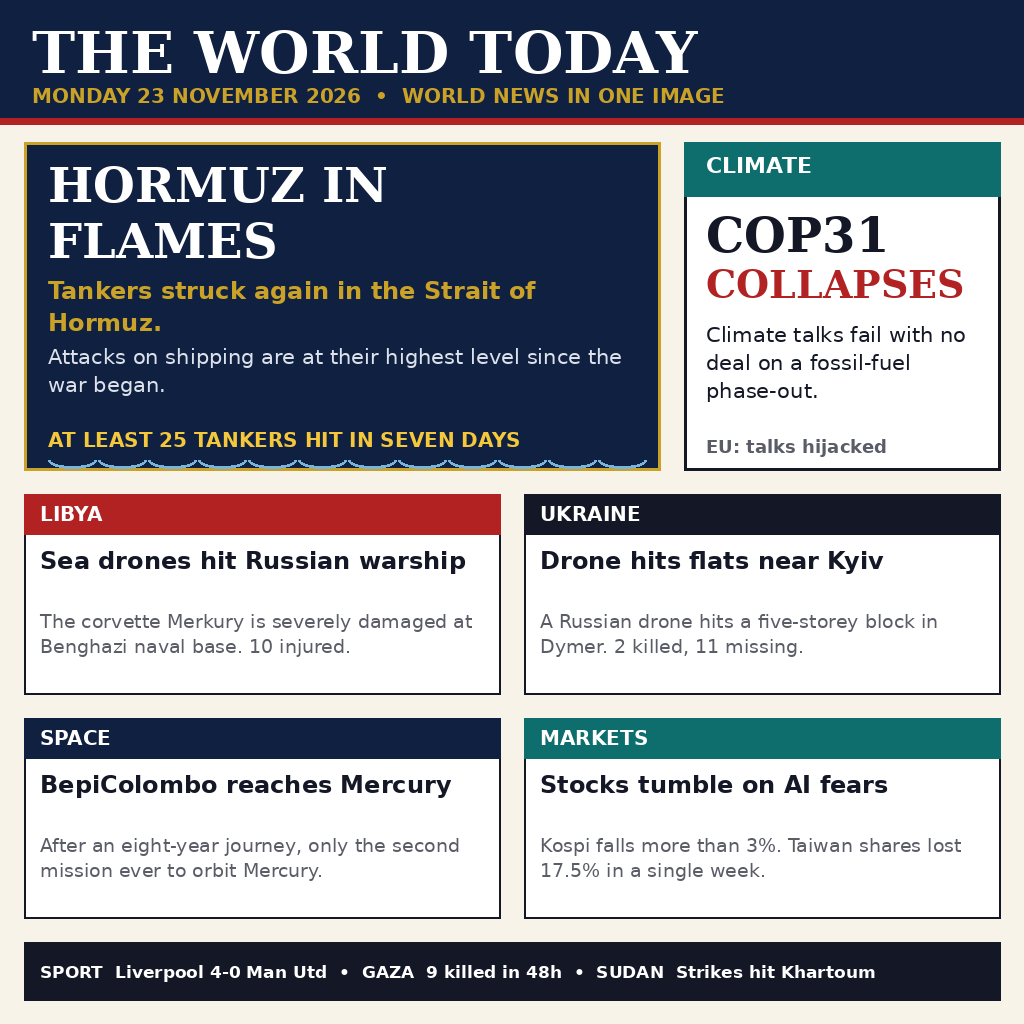 THE WORLD TODAY
MONDAY 23 NOVEMBER 2026 • WORLD NEWS IN ONE IMAGE
HORMUZ IN
FLAMES
Tankers struck again in the Strait of
Hormuz.
Attacks on shipping are at their highest level since the
war began.
AT LEAST 25 TANKERS HIT IN SEVEN DAYS
CLIMATE
COP31
COLLAPSES
Climate talks fail with no
deal on a fossil-fuel
phase-out.
EU: talks hijacked
LIBYA
Sea drones hit Russian warship
The corvette Merkury is severely damaged at
Benghazi naval base. 10 injured.
UKRAINE
Drone hits flats near Kyiv
A Russian drone hits a five-storey block in
Dymer. 2 killed, 11 missing.
SPACE
BepiColombo reaches Mercury
After an eight-year journey, only the second
mission ever to orbit Mercury.
MARKETS
Stocks tumble on AI fears
Kospi falls more than 3%. Taiwan shares lost
17.5% in a single week.
SPORT Liverpool 4-0 Man Utd • GAZA 9 killed in 48h • SUDAN Strikes hit Khartoum